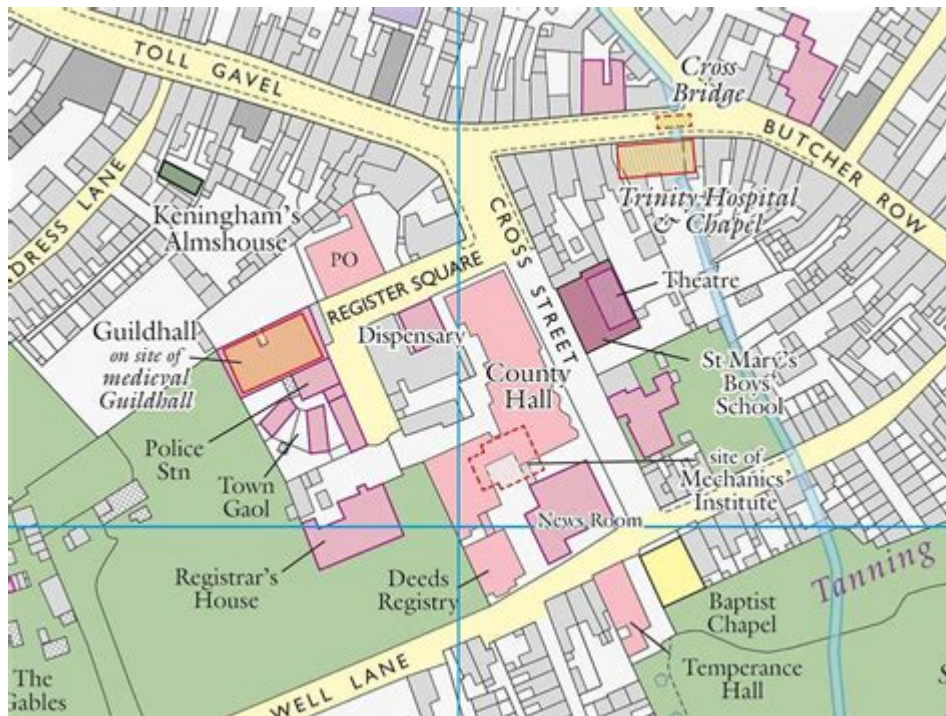 TOLL GAVEL
Cross
Bridge
BUTCHER ROW
DRESS LANE
Keningham's
Almshouse
Trinity Hospital
& Chapel
CROSS STREET
PO
REGISTER SQUARE
Theatre
Guildhall
on site of
medieval
Guildhall
Dispensary
County
Hall
St Mary's
Boys'
School
Police
Stn
Town
Gaol
site of
Mechanics'
Institute
News Room
Registrar's
House
Deeds
Registry
Tanning
Baptist
Chapel
The
Gables
WELL LANE
Temperance
Hall
S